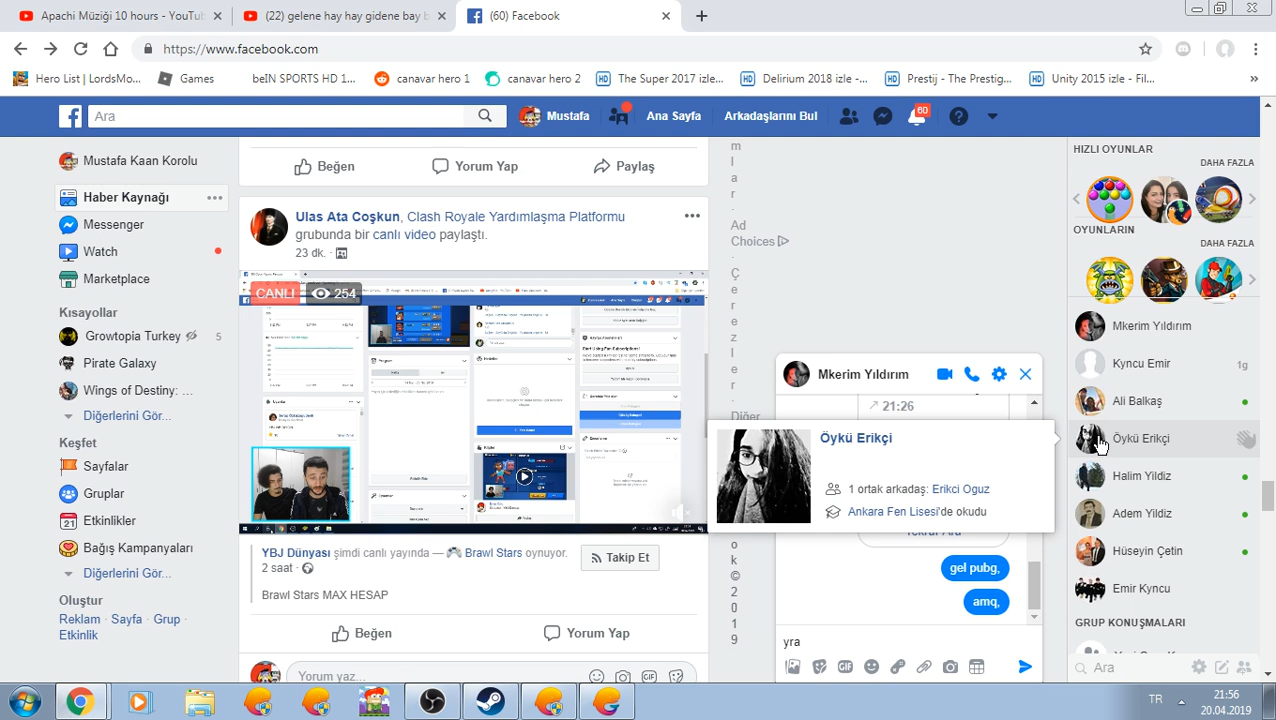 Apachi Müziği 10 hours - YouTu
(22) gelene hay hay gidene bay b
(60) Facebook
https://www.facebook.com
Hero List | LordsMo...
Games
beIN SPORTS HD 1...
canavar hero 1
canavar hero 2
The Super 2017 izle...
Delirium 2018 izle -...
Prestij - The Prestig...
Unity 2015 izle - Fil...
Ara
Mustafa
Ana Sayfa
Arkadaşlarını Bul
60
Mustafa Kaan Korolu
Haber Kaynağı
Messenger
Watch
Marketplace
Kısayollar
Growtopia Turkey
5
Pirate Galaxy
Wings of Destiny: ...
Diğerlerini Gör...
Keşfet
Sayfalar
Gruplar
21
Etkinlikler
Bağış Kampanyaları
Diğerlerini Gör...
Oluştur
Reklam · Sayfa · Grup ·
Etkinlik
Beğen
Yorum Yap
Paylaş
Ulas Ata Coşkun, Clash Royale Yardımlaşma Platformu
grubunda bir canlı video paylaştı.
23 dk. ·
CANLI
254
YBJ Dünyası şimdi canlı yayında — Brawl Stars oynuyor.
2 saat ·
Takip Et
Brawl Stars MAX HESAP
Beğen
Yorum Yap
Yorum yaz...
m
l
a
r
·
Ad
Choices
·
Ç
e
r
e
z
l
e
r
·
Diğer
o
k
©
2
0
1
9
Mkerim Yıldırım
21:26
Öykü Erikçi
1 ortak arkadaş: Erikci Oguz
Ankara Fen Lisesi'de okudu
Tekrar Ara
gel pubg,
amq,
yra
HIZLI OYUNLAR
DAHA FAZLA
OYUNLARIN
DAHA FAZLA
Mkerim Yıldırım
Kyncu Emir
1g
Ali Balkaş
Öykü Erikçi
Halim Yildiz
Adem Yildiz
Hüseyin Çetin
Emir Kyncu
GRUP KONUŞMALARI
Ara
TR
21:56
20.04.2019